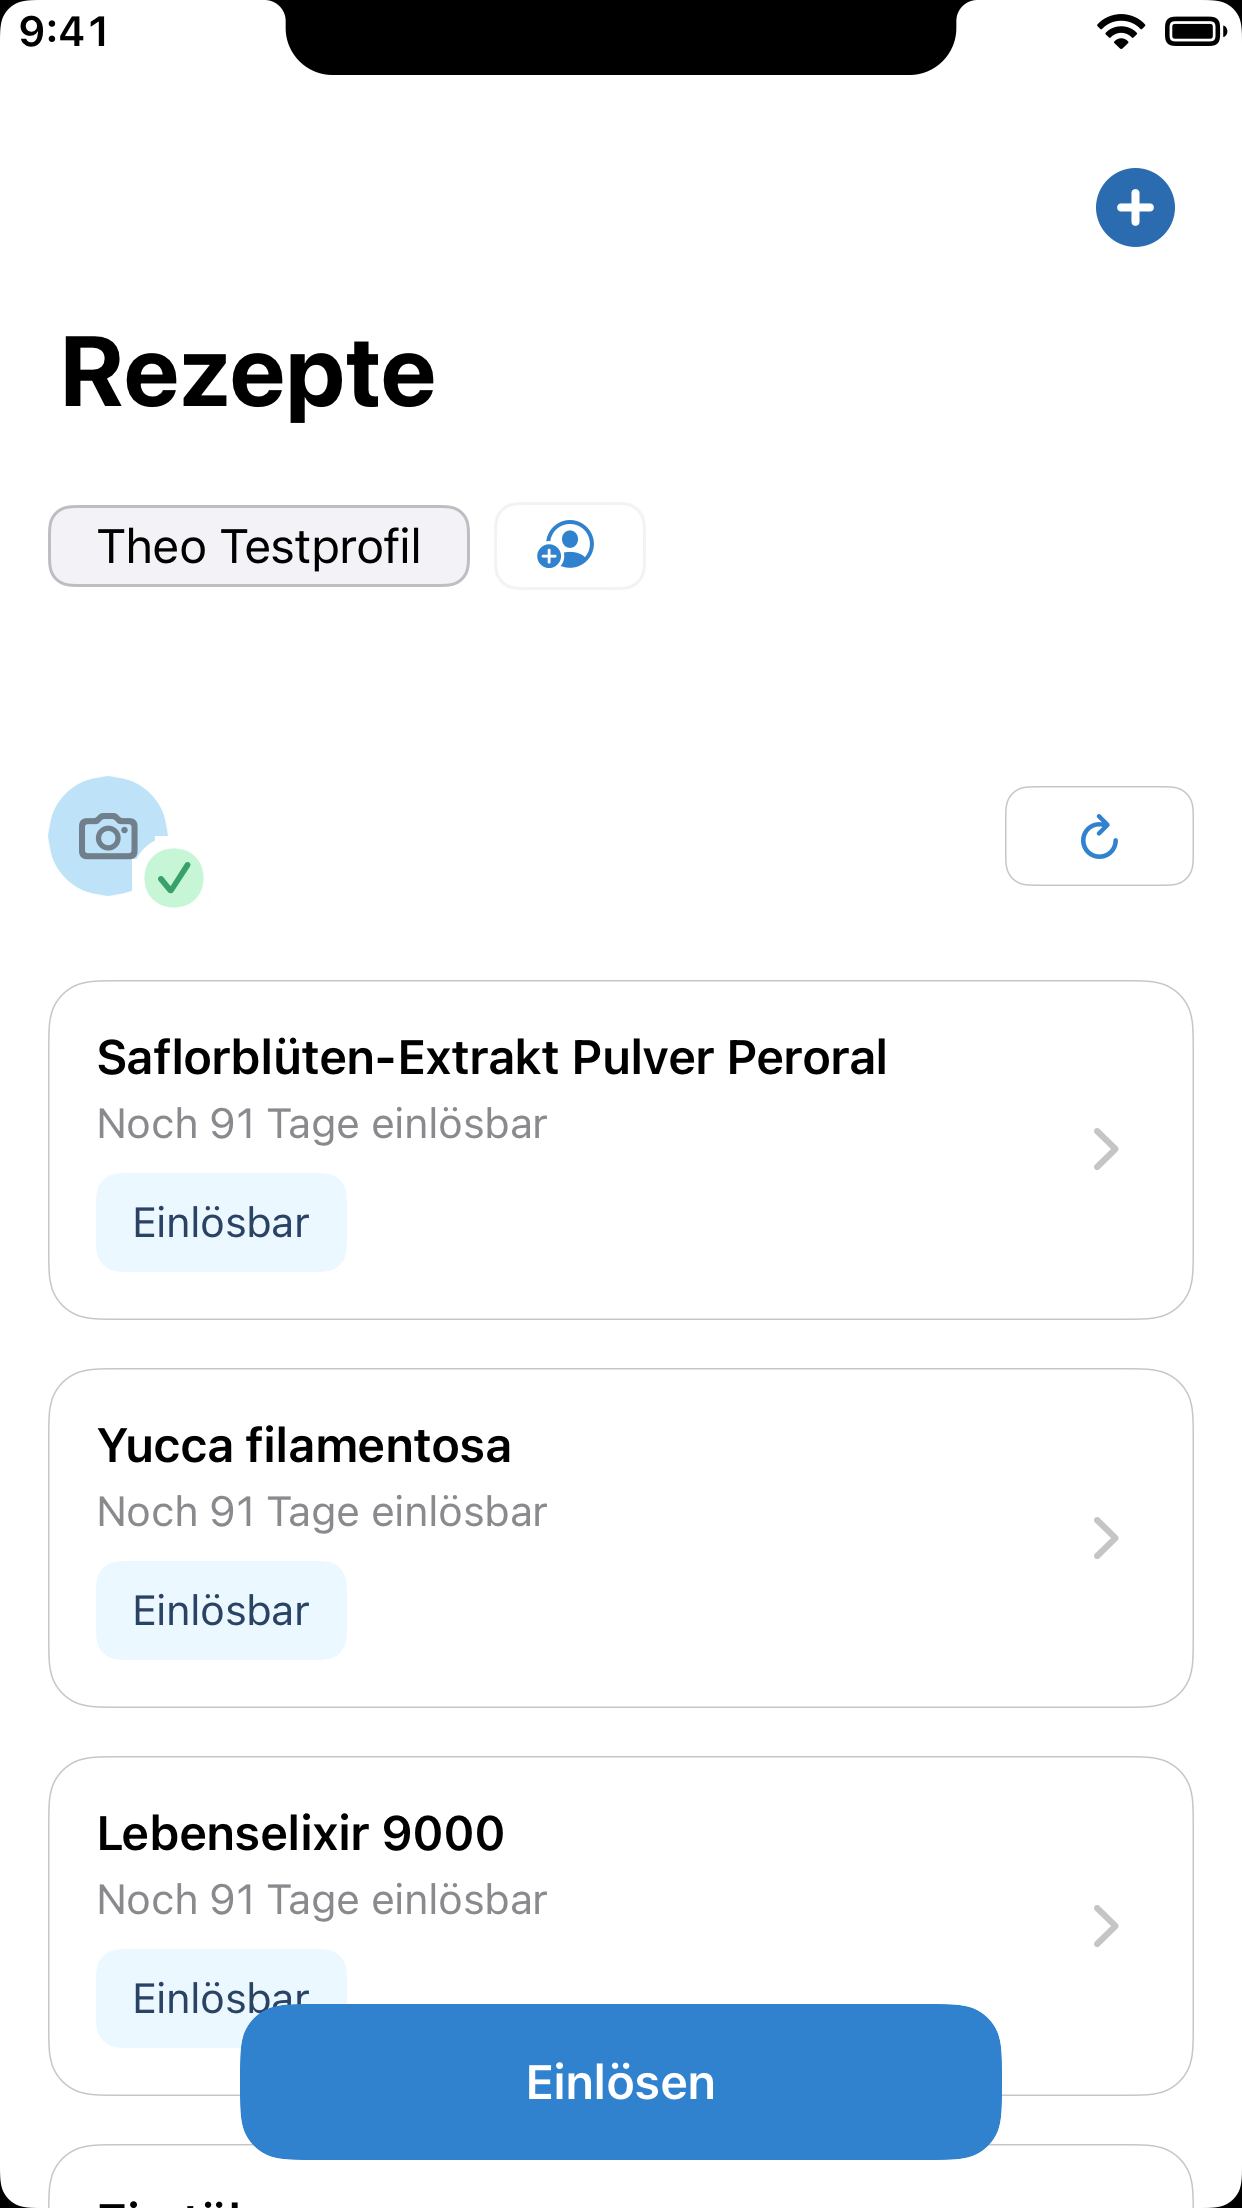 9:41
Rezepte
Theo Testprofil
Saflorblüten-Extrakt Pulver Peroral
Noch 91 Tage einlösbar
Einlösbar
Yucca filamentosa
Noch 91 Tage einlösbar
Einlösbar
Lebenselixir 9000
Noch 91 Tage einlösbar
Einlösbar
Einlösen